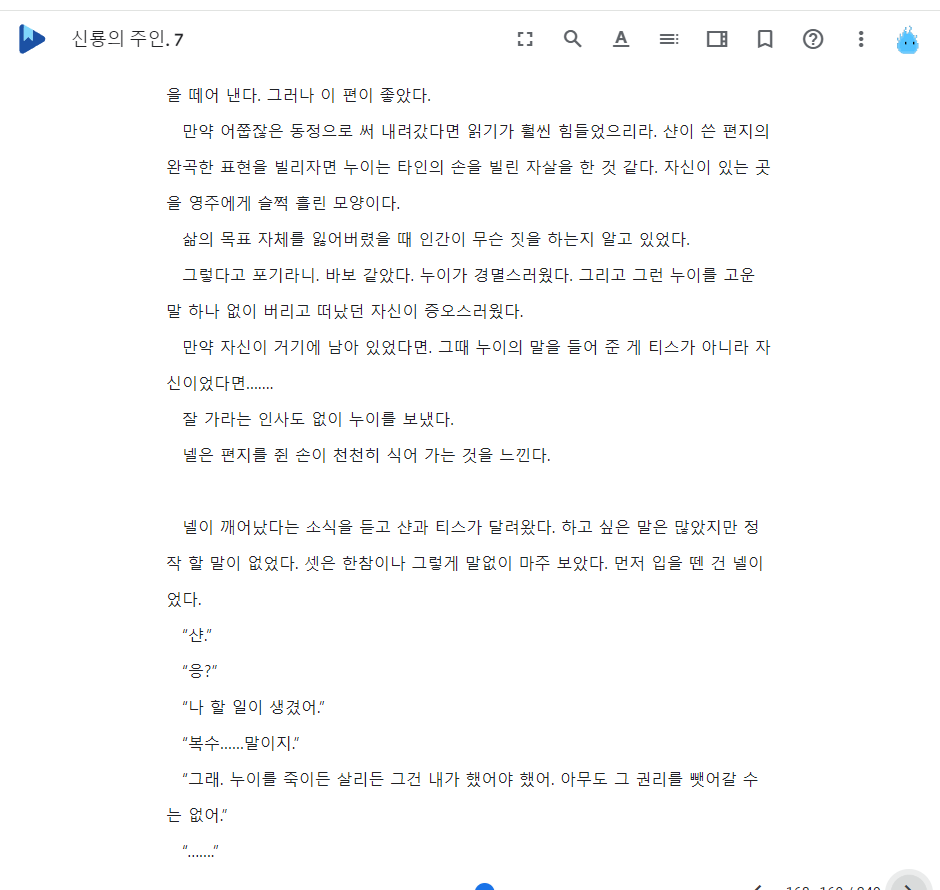 신룡의 주인. 7
을 떼어 낸다. 그러나 이 편이 좋았다.
만약 어쭙잖은 동정으로 써 내려갔다면 읽기가 훨씬 힘들었으리라. 샨이 쓴 편지의
완곡한 표현을 빌리자면 누이는 타인의 손을 빌린 자살을 한 것 같다. 자신이 있는 곳
을 영주에게 슬쩍 흘린 모양이다.
삶의 목표 자체를 잃어버렸을 때 인간이 무슨 짓을 하는지 알고 있었다.
그렇다고 포기라니. 바보 같았다. 누이가 경멸스러웠다. 그리고 그런 누이를 고운
말 하나 없이 버리고 떠났던 자신이 증오스러웠다.
만약 자신이 거기에 남아 있었다면. 그때 누이의 말을 들어 준 게 티스가 아니라 자
신이었다면…….
잘 가라는 인사도 없이 누이를 보냈다.
넬은 편지를 쥔 손이 천천히 식어 가는 것을 느낀다.
넬이 깨어났다는 소식을 듣고 샨과 티스가 달려왔다. 하고 싶은 말은 많았지만 정
작 할 말이 없었다. 셋은 한참이나 그렇게 말없이 마주 보았다. 먼저 입을 뗀 건 넬이
었다.
“샨.”
“응?”
“나 할 일이 생겼어.”
“복수……말이지.”
“그래. 누이를 죽이든 살리든 그건 내가 했어야 했어. 아무도 그 권리를 뺏어갈 수
는 없어.”
“…….”